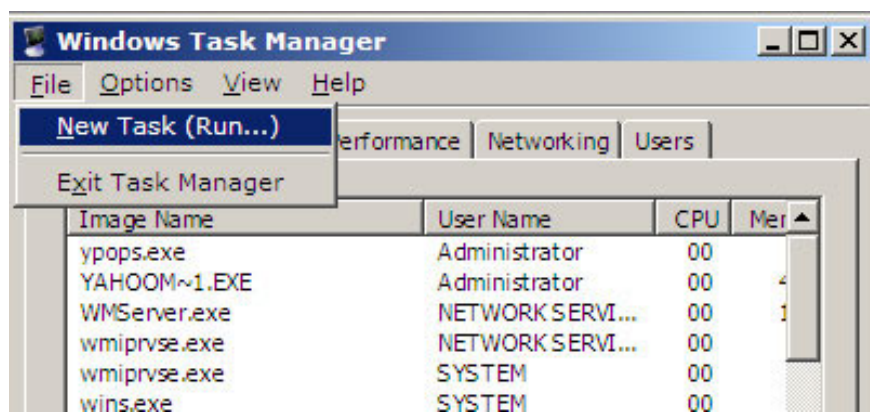 Windows Task Manager
File Options View Help
New Task (Run...)
Exit Task Manager
Networking Users
Image Name User Name CPU
ypops.exe Administrator 00
YAHOOM~1.EXE Administrator 00
WMServer.exe NETWORK SERVI... 00
wmiprvse.exe NETWORK SERVI... 00
wmiprvse.exe SYSTEM 00
wins.exe SYSTEM 00